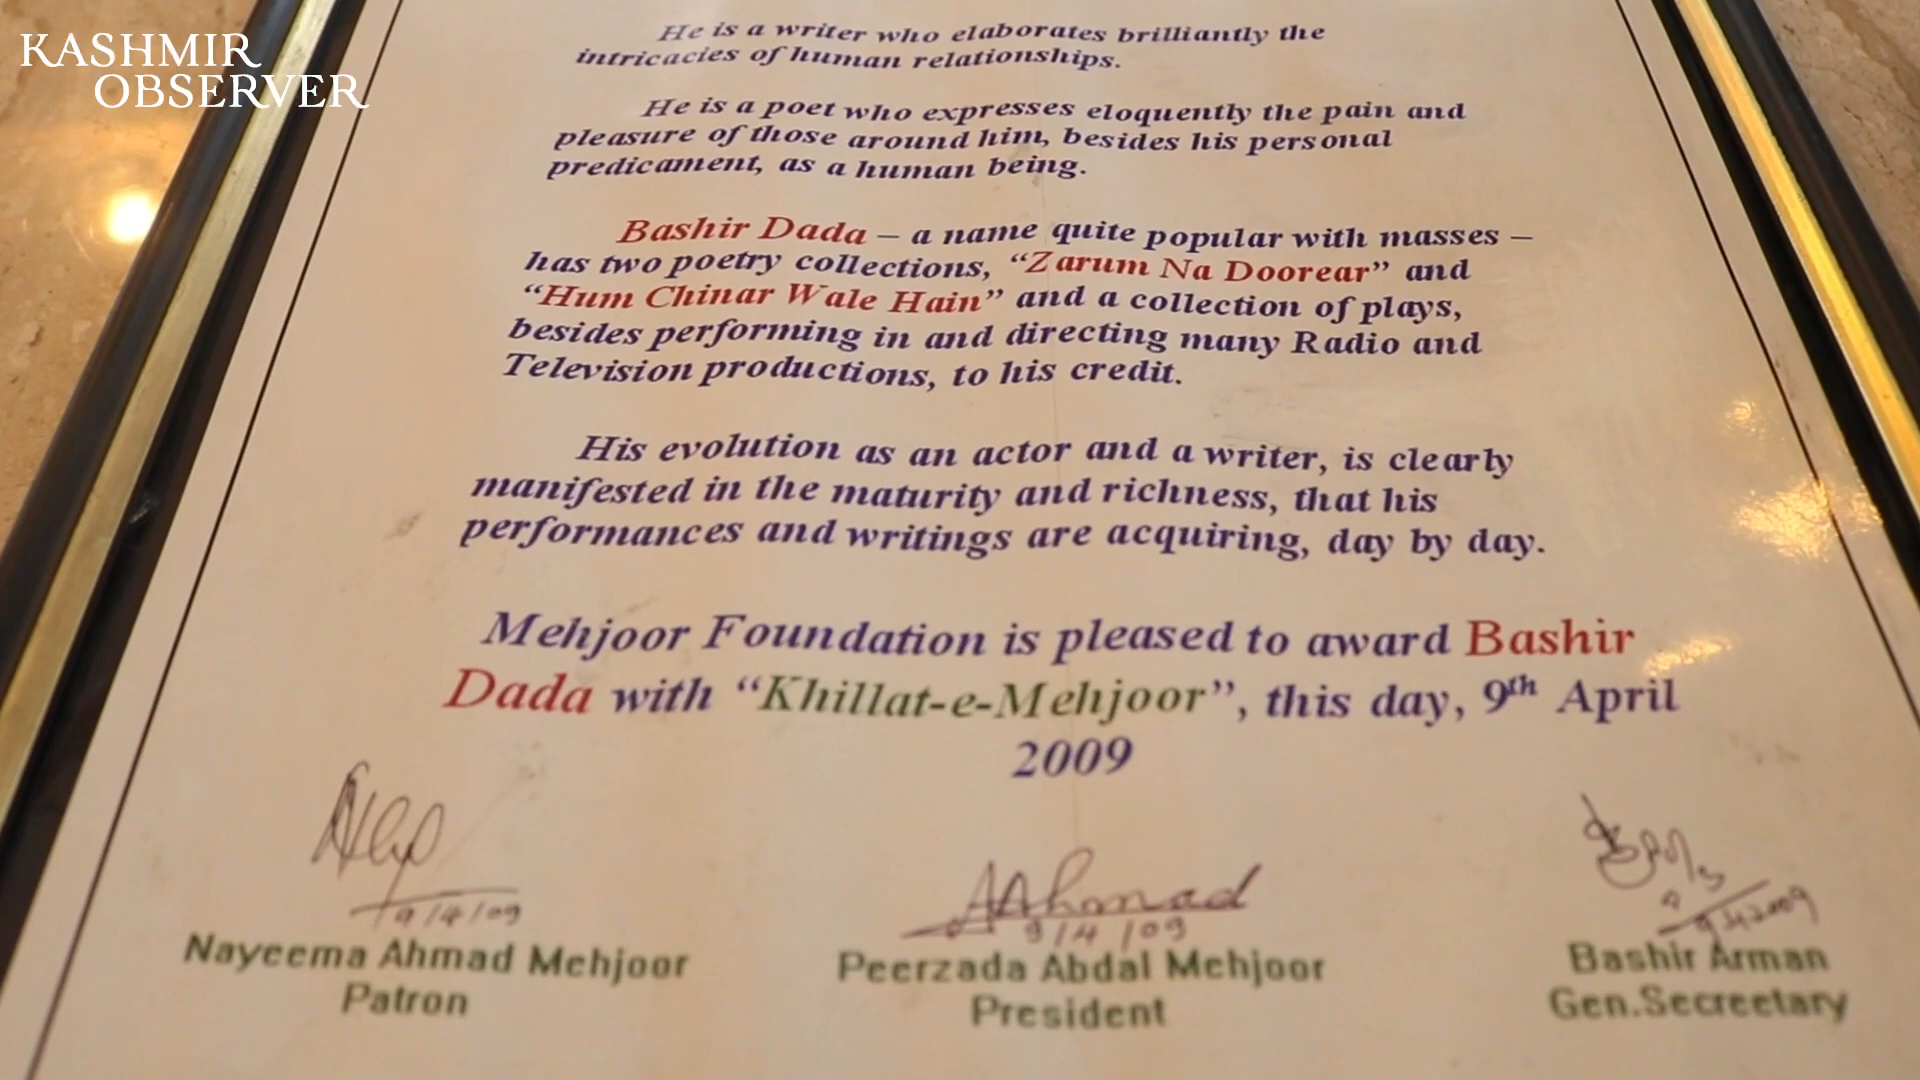 KASHMIR
OBSERVER
He is a writer who elaborates brilliantly the
intricacies of human relationships.
He is a poet who expresses eloquently the pain and
pleasure of those around him, besides his personal
predicament, as a human being.
Bashir Dada – a name quite popular with masses –
has two poetry collections, “Zarum Na Doorear” and
“Hum Chinar Wale Hain” and a collection of plays,
besides performing in and directing many Radio and
Television productions, to his credit.
His evolution as an actor and a writer, is clearly
manifested in the maturity and richness, that his
performances and writings are acquiring, day by day.
Mehjoor Foundation is pleased to award Bashir
Dada with “Khillat-e-Mehjoor”, this day, 9th April
2009
9/4/09
Nayeema Ahmad Mehjoor
Patron
Ahmad
9/4/09
Peerzada Abdal Mehjoor
President
9/4/2009
Bashir Arman
Gen.Secreetary